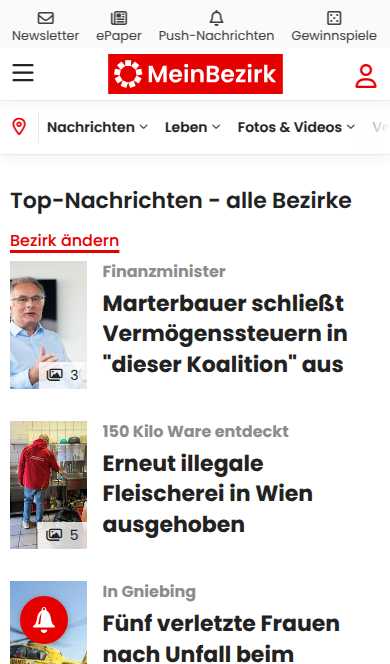 Newsletter ePaper Push-Nachrichten Gewinnspiele
MeinBezirk
Nachrichten Leben Fotos & Videos
Top-Nachrichten - alle Bezirke
Bezirk ändern
Finanzminister
Marterbauer schließt
Vermögenssteuern in
"dieser Koalition" aus
3
150 Kilo Ware entdeckt
Erneut illegale
Fleischerei in Wien
ausgehoben
5
In Gniebing
Fünf verletzte Frauen
nach Unfall beim